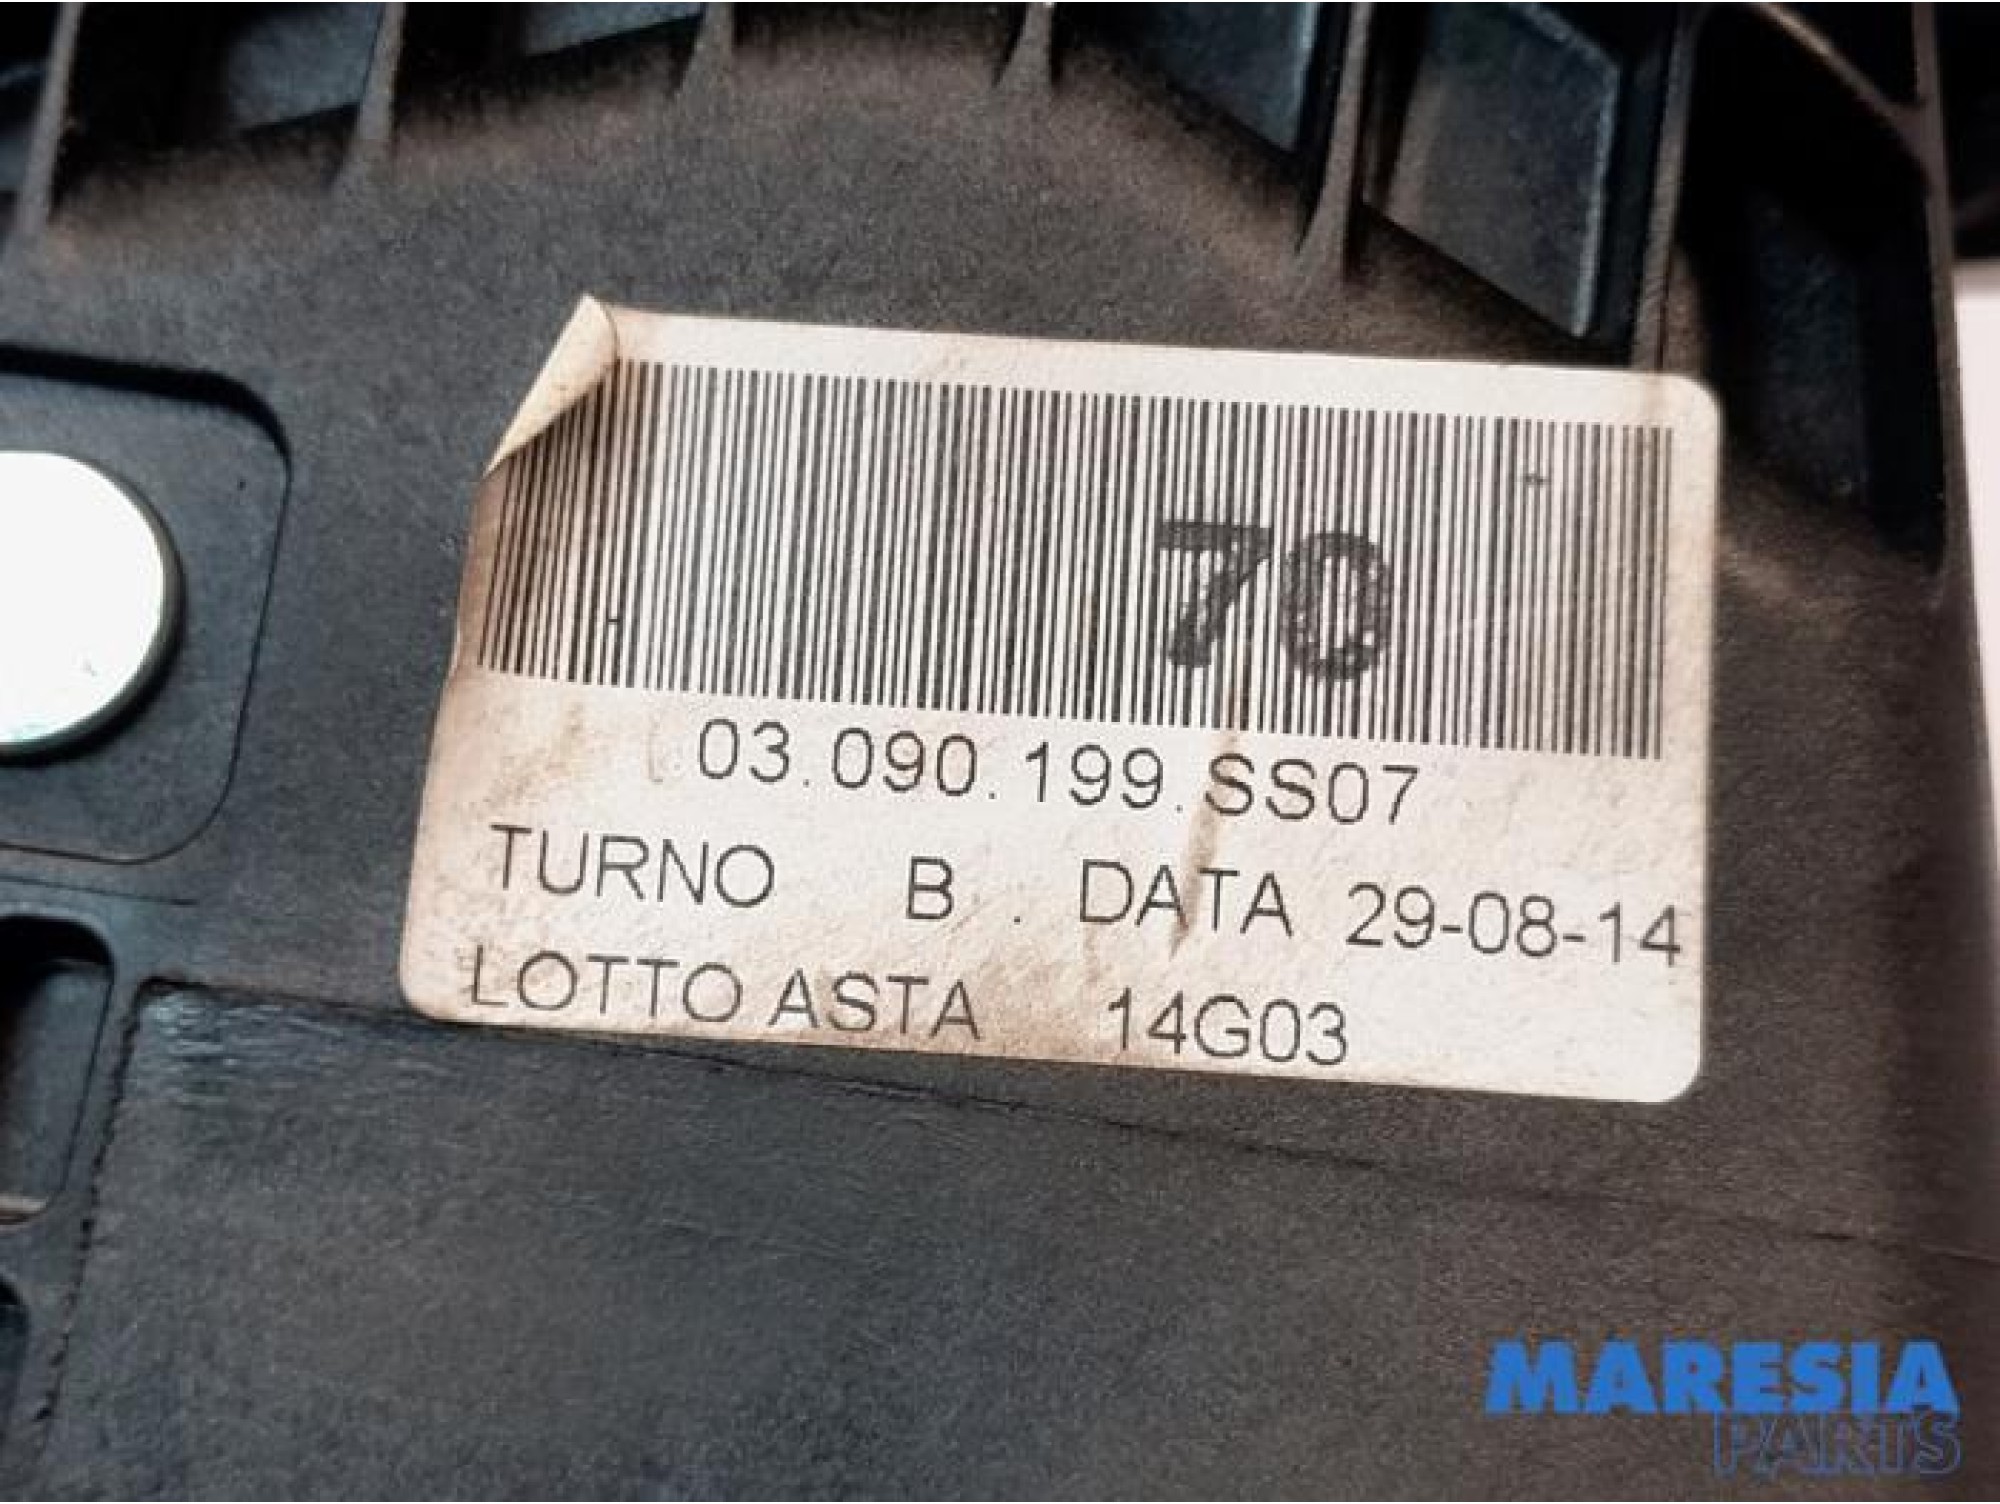 70
03.090.199.SS07
TURNO B. DATA 29-08-14
LOTTO ASTA 14G03
MARESIA
PARTS